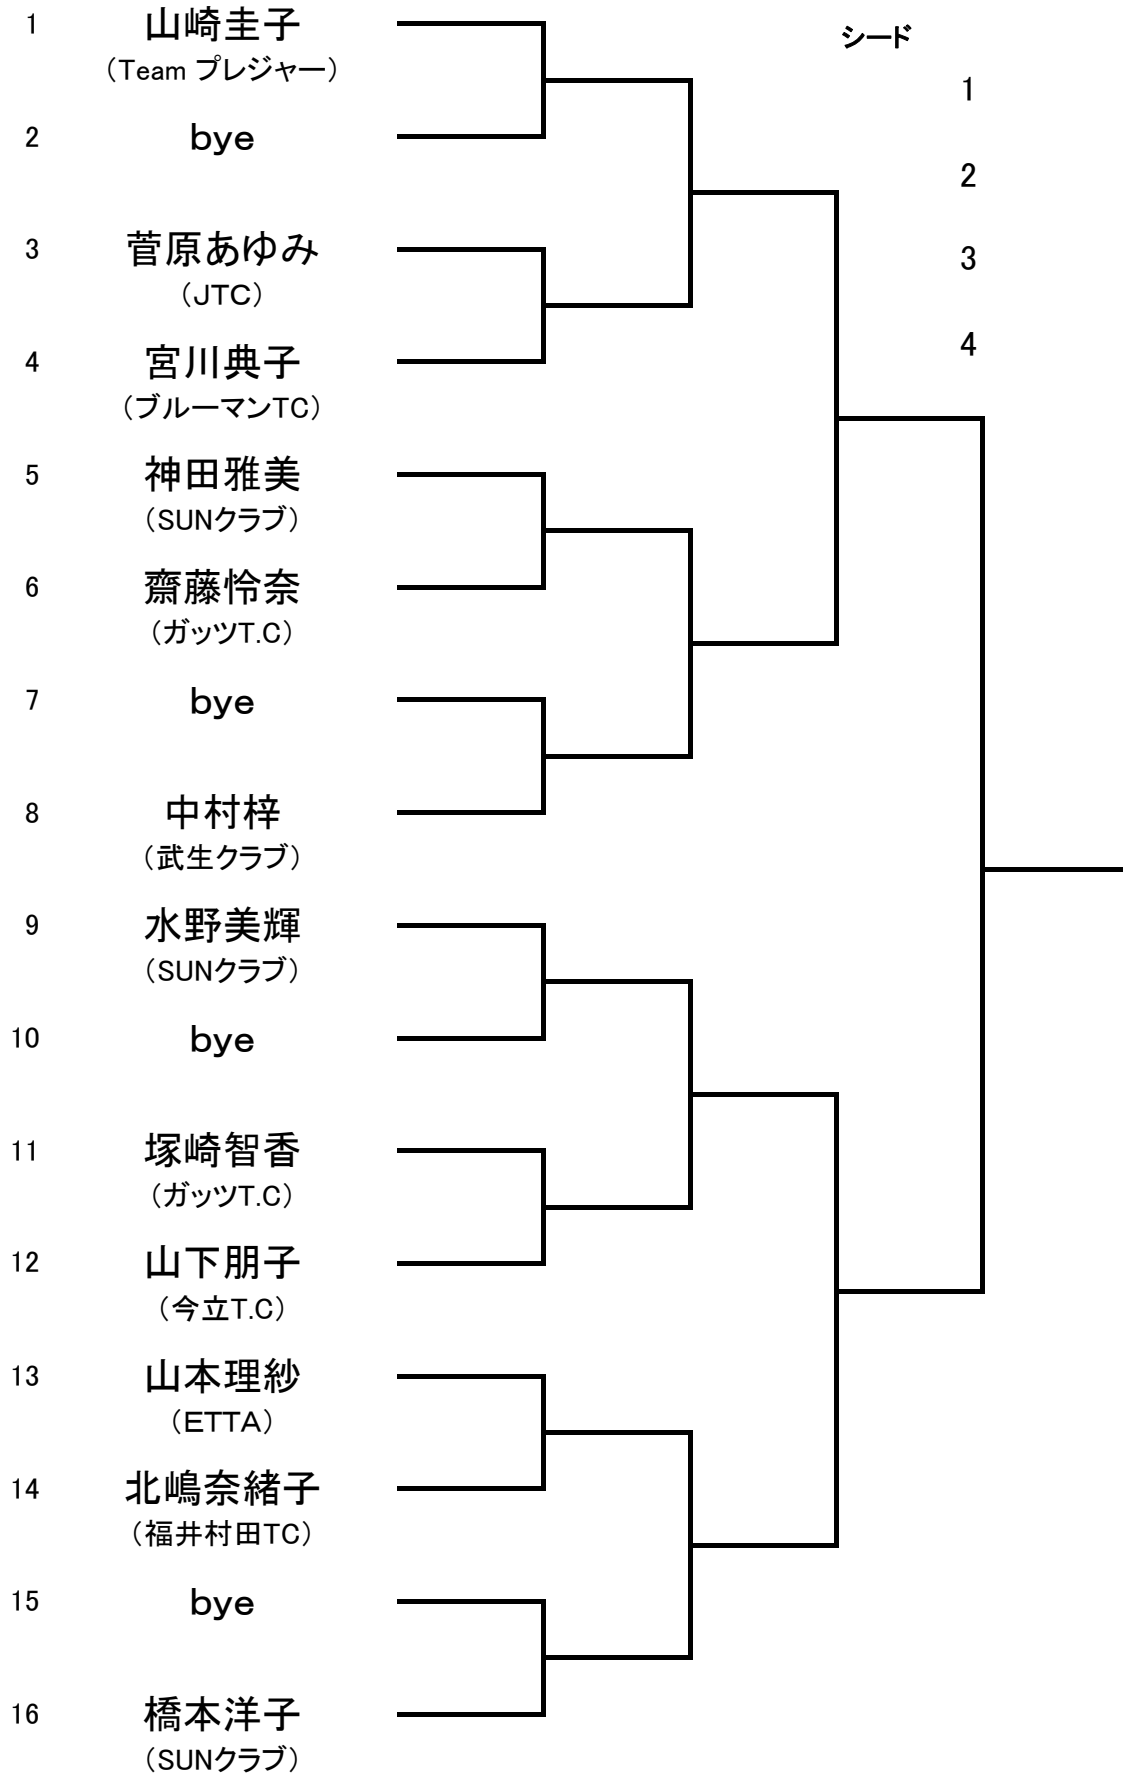 1 山崎圭子
（Team プレジャー）
2 bye
3 菅原あゆみ
（JTC）
4 宮川典子
（ブルーマンTC）
5 神田雅美
（SUNクラブ）
6 齋藤怜奈
（ガッツT.C）
7 bye
8 中村梓
（武生クラブ）
9 水野美輝
（SUNクラブ）
10 bye
11 塚崎智香
（ガッツT.C）
12 山下朋子
（今立T.C）
13 山本理紗
（ETTA）
14 北嶋奈緒子
（福井村田TC）
15 bye
16 橋本洋子
（SUNクラブ）
シード
1
2
3
4